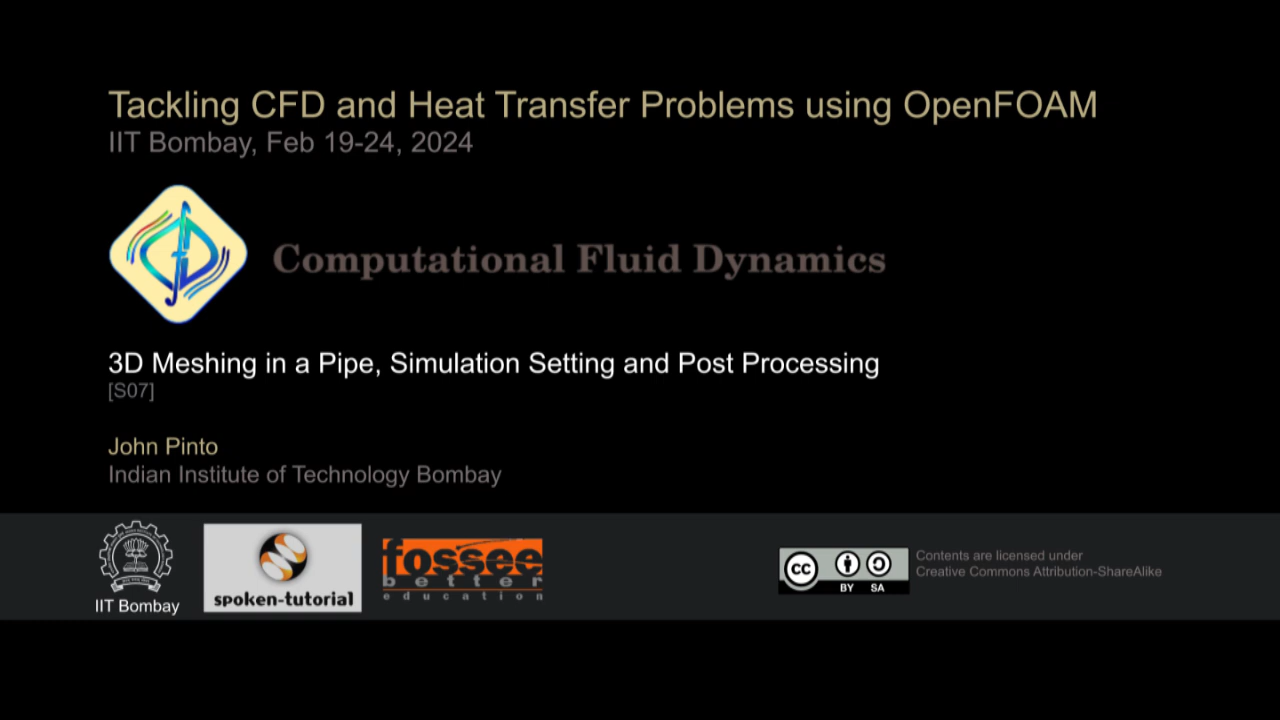 Tackling CFD and Heat Transfer Problems using OpenFOAM
IIT Bombay, Feb 19-24, 2024
Computational Fluid Dynamics
3D Meshing in a Pipe, Simulation Setting and Post Processing
[S07]
John Pinto
Indian Institute of Technology Bombay
IIT Bombay
spoken-tutorial
fossee
better
education
cc
BY SA
Contents are licensed under
Creative Commons Attribution-ShareAlike